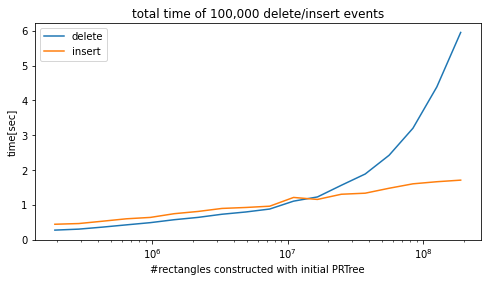 total time of 100,000 delete/insert events
delete
insert
time[sec]
6
5
4
3
2
1
0
10^6
10^7
10^8
#rectangles constructed with initial PRTree